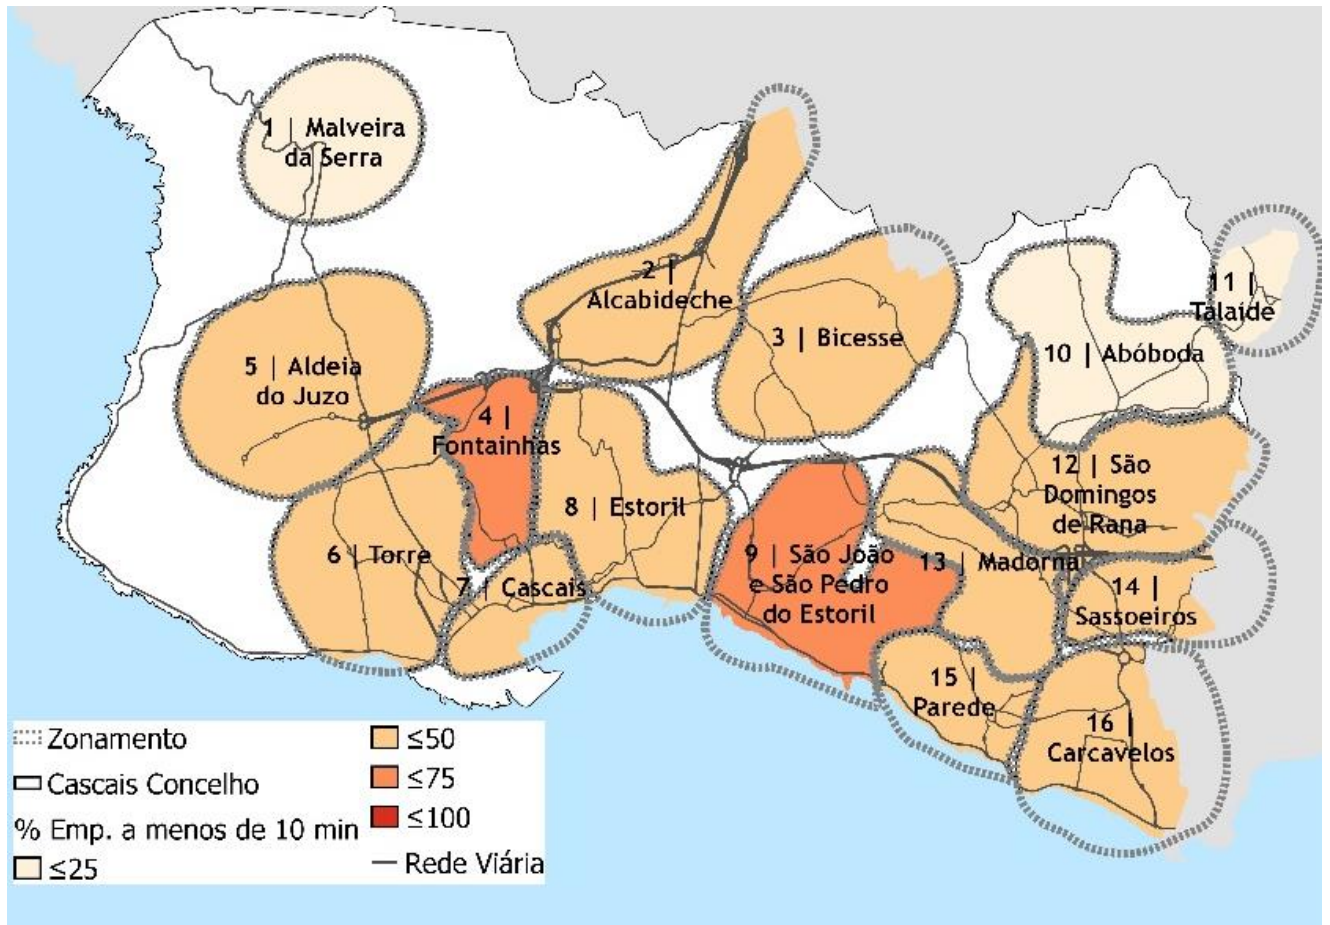 1 | Malveira
da Serra
2 |
Alcabideche
3 | Bicesse
11 |
Talaíde
10 | Abóboda
5 | Aldeia
do Juzo
4 |
Fontainhas
12 | São
Domingos
de Rana
8 | Estoril
6 | Torre
9 | São João
e São Pedro
do Estoril
13 | Madorna
7 | Cascais
14 |
Sassoeiros
15 |
Parede
16 |
Carcavelos
Zonamento
Cascais Concelho
% Emp. a menos de 10 min
≤25
≤50
≤75
≤100
Rede Viária